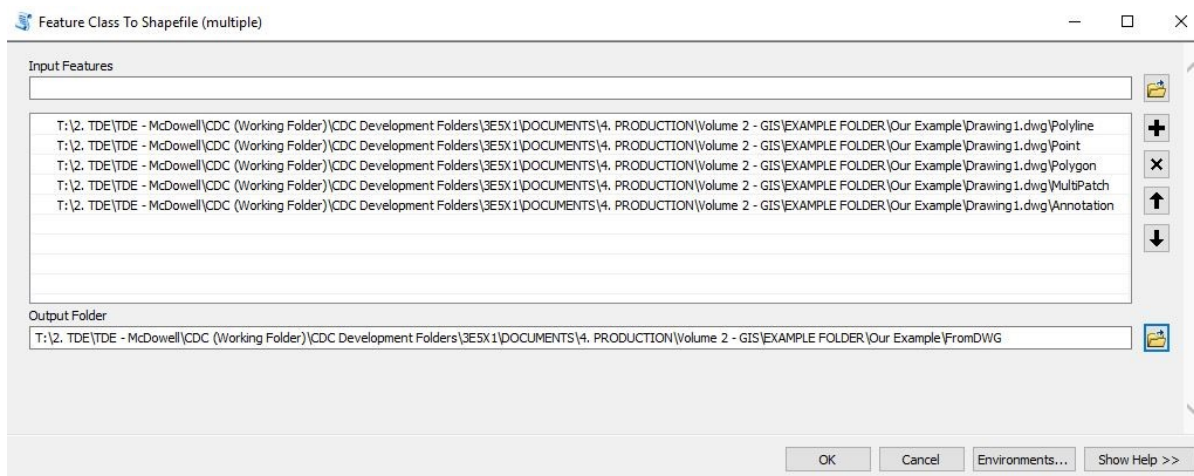 Feature Class To Shapefile (multiple)
Input Features
T:\2. TDE\TDE - McDowell\CDC (Working Folder)\CDC Development Folders\3E5X1\DOCUMENTS\4. PRODUCTION\Volume 2 - GIS\EXAMPLE FOLDER\Our Example\Drawing1.dwg\Polyline
T:\2. TDE\TDE - McDowell\CDC (Working Folder)\CDC Development Folders\3E5X1\DOCUMENTS\4. PRODUCTION\Volume 2 - GIS\EXAMPLE FOLDER\Our Example\Drawing1.dwg\Point
T:\2. TDE\TDE - McDowell\CDC (Working Folder)\CDC Development Folders\3E5X1\DOCUMENTS\4. PRODUCTION\Volume 2 - GIS\EXAMPLE FOLDER\Our Example\Drawing1.dwg\Polygon
T:\2. TDE\TDE - McDowell\CDC (Working Folder)\CDC Development Folders\3E5X1\DOCUMENTS\4. PRODUCTION\Volume 2 - GIS\EXAMPLE FOLDER\Our Example\Drawing1.dwg\MultiPatch
T:\2. TDE\TDE - McDowell\CDC (Working Folder)\CDC Development Folders\3E5X1\DOCUMENTS\4. PRODUCTION\Volume 2 - GIS\EXAMPLE FOLDER\Our Example\Drawing1.dwg\Annotation
Output Folder
T:\2. TDE\TDE - McDowell\CDC (Working Folder)\CDC Development Folders\3E5X1\DOCUMENTS\4. PRODUCTION\Volume 2 - GIS\EXAMPLE FOLDER\Our Example\FromDWG
OK Cancel Environments... Show Help >>